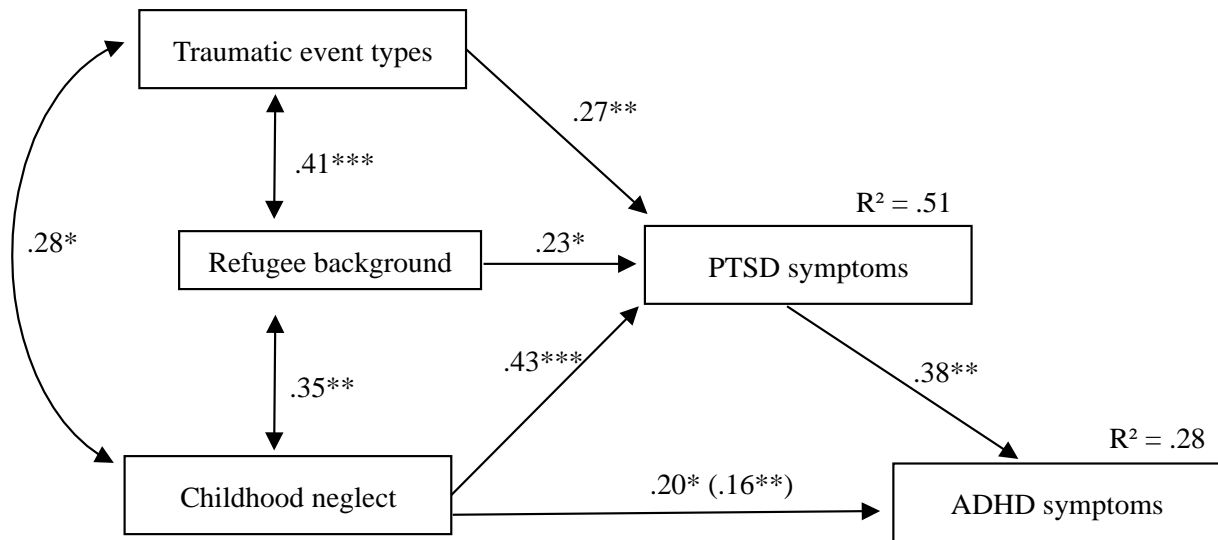 Traumatic event types
.27**
.41***
R² = .51
.28*
Refugee background
.23*
PTSD symptoms
.43***
.35**
.38**
R² = .28
Childhood neglect
.20* (.16**)
ADHD symptoms